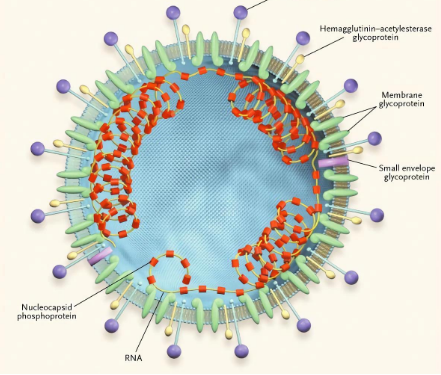 Hemagglutinin–acetylesterase
glycoprotein
Membrane
glycoprotein
Small envelope
glycoprotein
Nucleocapsid
phosphoprotein
RNA